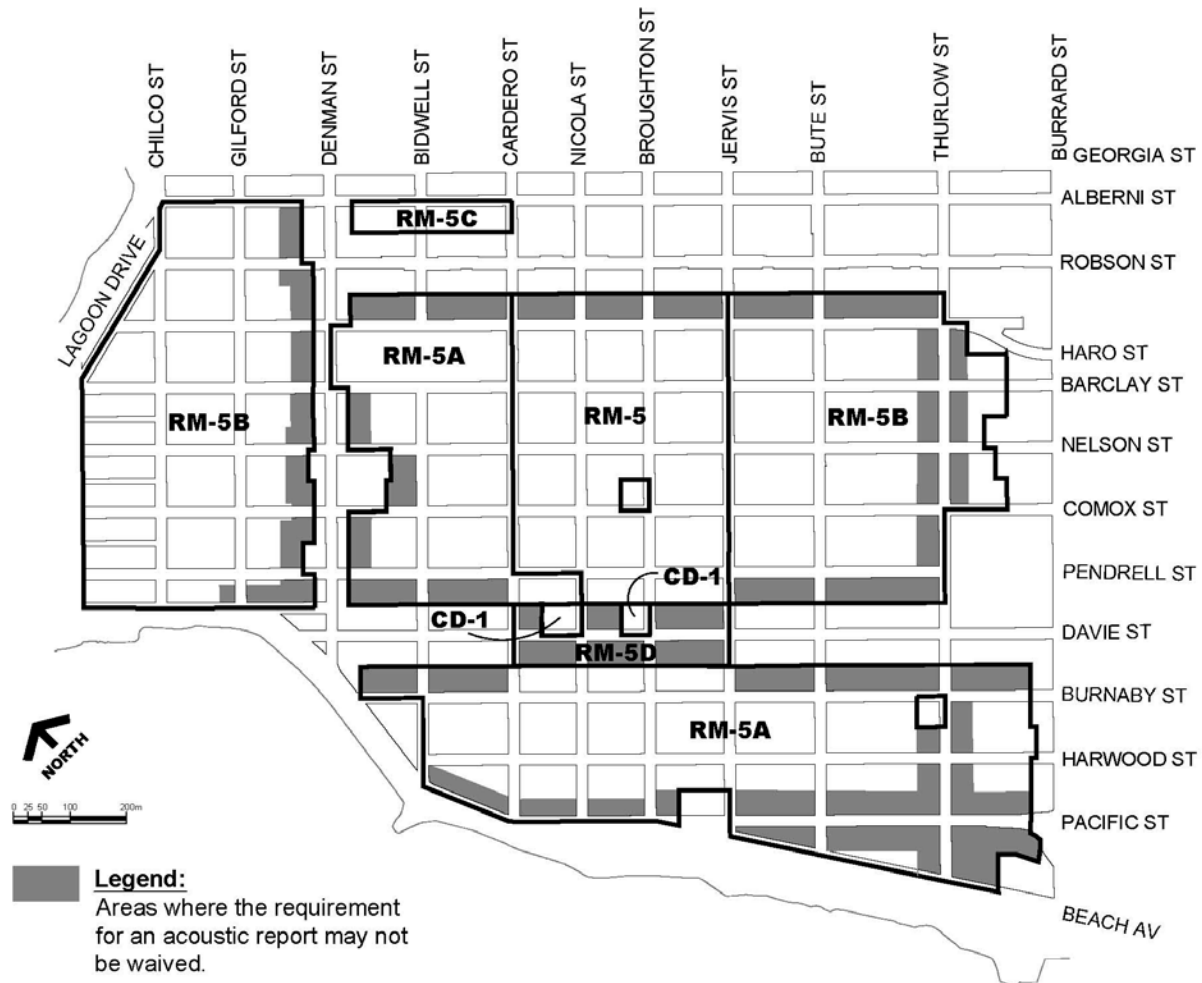 CHILCO ST
GILFORD ST
DENMAN ST
BIDWELL ST
CARDERO ST
NICOLA ST
BROUGHTON ST
JERVIS ST
BUTE ST
THURLOW ST
BURRARD ST
GEORGIA ST
ALBERNI ST
RM-5C
ROBSON ST
LAGOON DRIVE
HARO ST
RM-5A
BARCLAY ST
RM-5B
RM-5
RM-5B
NELSON ST
COMOX ST
PENDRELL ST
CD-1
CD-1
DAVIE ST
RM-5D
BURNABY ST
RM-5A
NORTH
HARWOOD ST
0 25 50 100 200m
PACIFIC ST
Legend:
Areas where the requirement
for an acoustic report may not
be waived.
BEACH AV